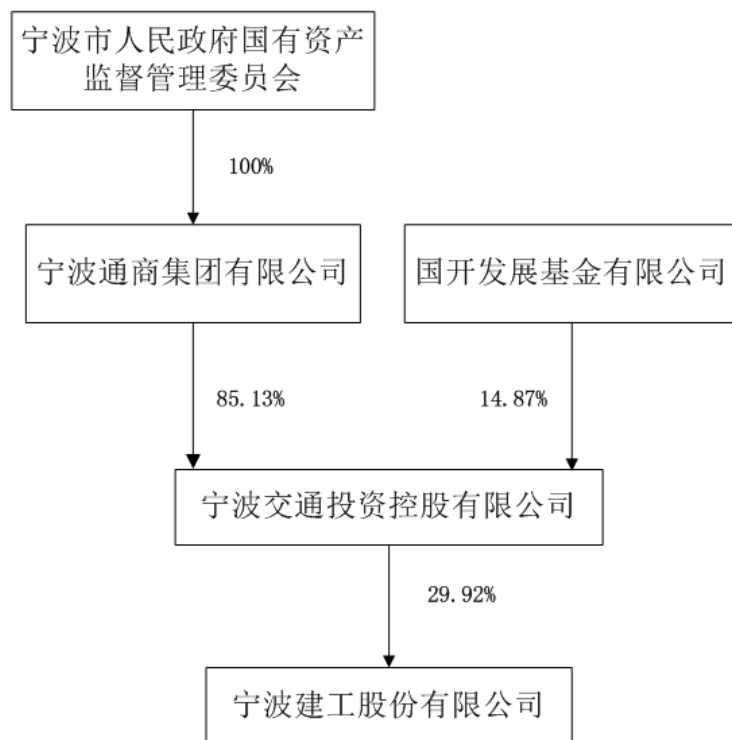 宁波市人民政府国有资产
监督管理委员会
100%
宁波通商集团有限公司
国开发展基金有限公司
85.13%
14.87%
宁波交通投资控股有限公司
29.92%
宁波建工股份有限公司